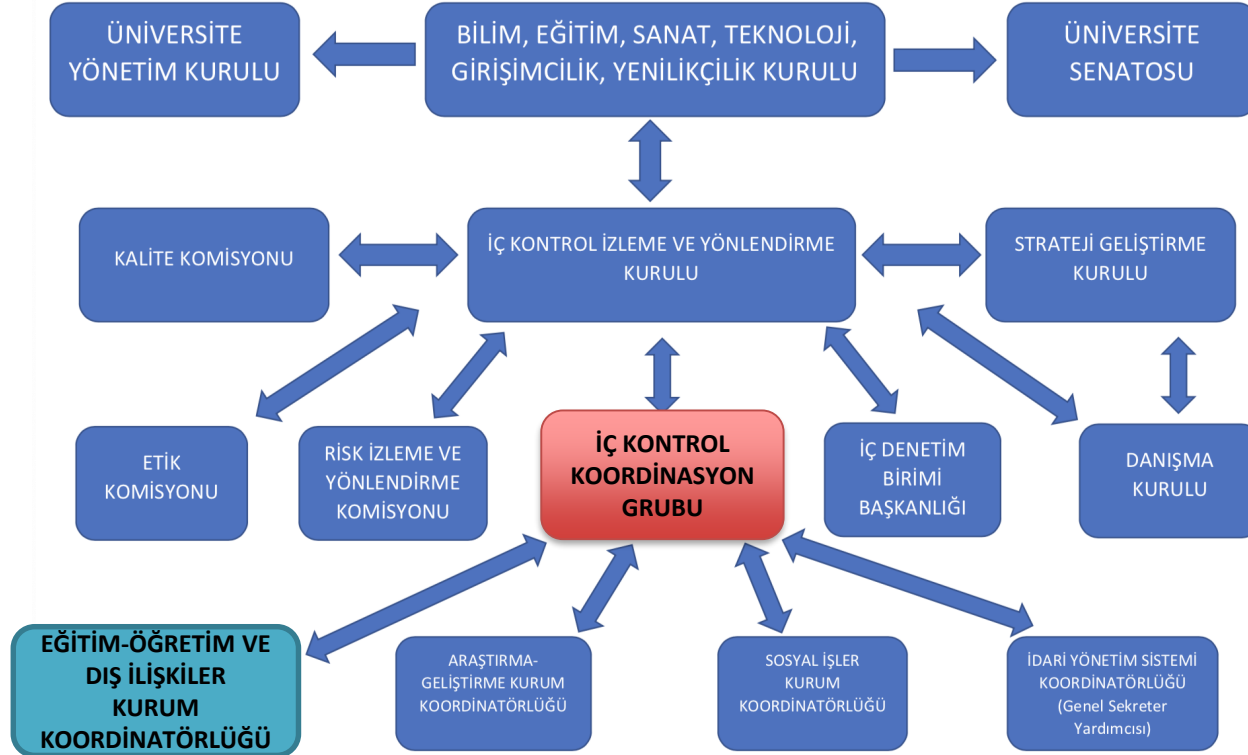 ÜNİVERSİTE
YÖNETİM KURULU
BİLİM, EĞİTİM, SANAT, TEKNOLOJİ,
GİRİŞİMCİLİK, YENİLİKÇİLİK KURULU
ÜNİVERSİTE
SENATOSU
KALİTE KOMİSYONU
İÇ KONTROL İZLEME VE YÖNLENDİRME
KURULU
STRATEJİ GELİŞTİRME
KURULU
ETİK
KOMİSYONU
RİSK İZLEME VE
YÖNLENDİRME
KOMİSYONU
İÇ KONTROL
KOORDİNASYON
GRUBU
İÇ DENETİM
BİRİMİ
BAŞKANLIĞI
DANIŞMA
KURULU
EĞİTİM-ÖĞRETİM VE
DIŞ İLİŞKİLER
KURUM
KOORDİNATÖRLÜĞÜ
ARAŞTIRMA-
GELİŞTİRME KURUM
KOORDİNATÖRLÜĞÜ
SOSYAL İŞLER
KURUM
KOORDİNATÖRLÜĞÜ
İDARİ YÖNETİM SİSTEMİ
KOORDİNATÖRLÜĞÜ
(Genel Sekreter
Yardımcısı)